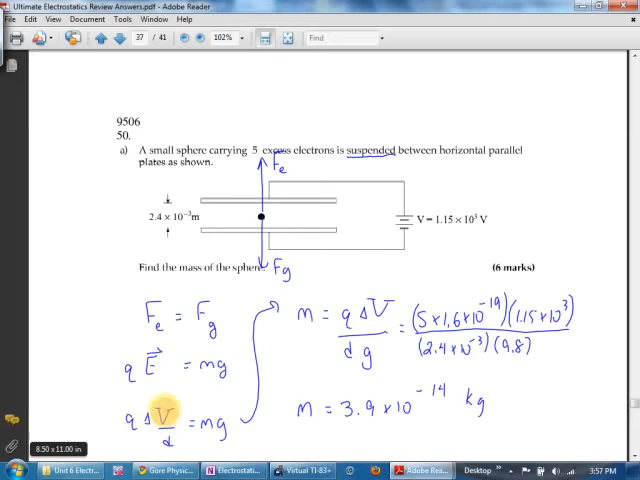 Ultimate Electrostatics Review Answers.pdf - Adobe Reader
File Edit View Document Tools Window Help
37 / 41 102% Find
9506
50.
a) A small sphere carrying 5 excess electrons is suspended between horizontal parallel
plates as shown.
Fe
2.4 × 10⁻³m
V = 1.15 × 10³ V
Find the mass of the sphere.
Fg
(6 marks)
Fe = Fg
m = qΔV / dg = (5×1.6×10⁻¹⁹)(1.15×10³) / (2.4×10⁻³)(9.8)
qE⃗ = mg
qΔV/d = mg
m = 3.9×10⁻¹⁴ kg
8.50 x 11.00 in
Unit 6 Electr... Gore Physic... Electrostati... Virtual TI-83+ Adobe Reade... Desktop » 3:57 PM